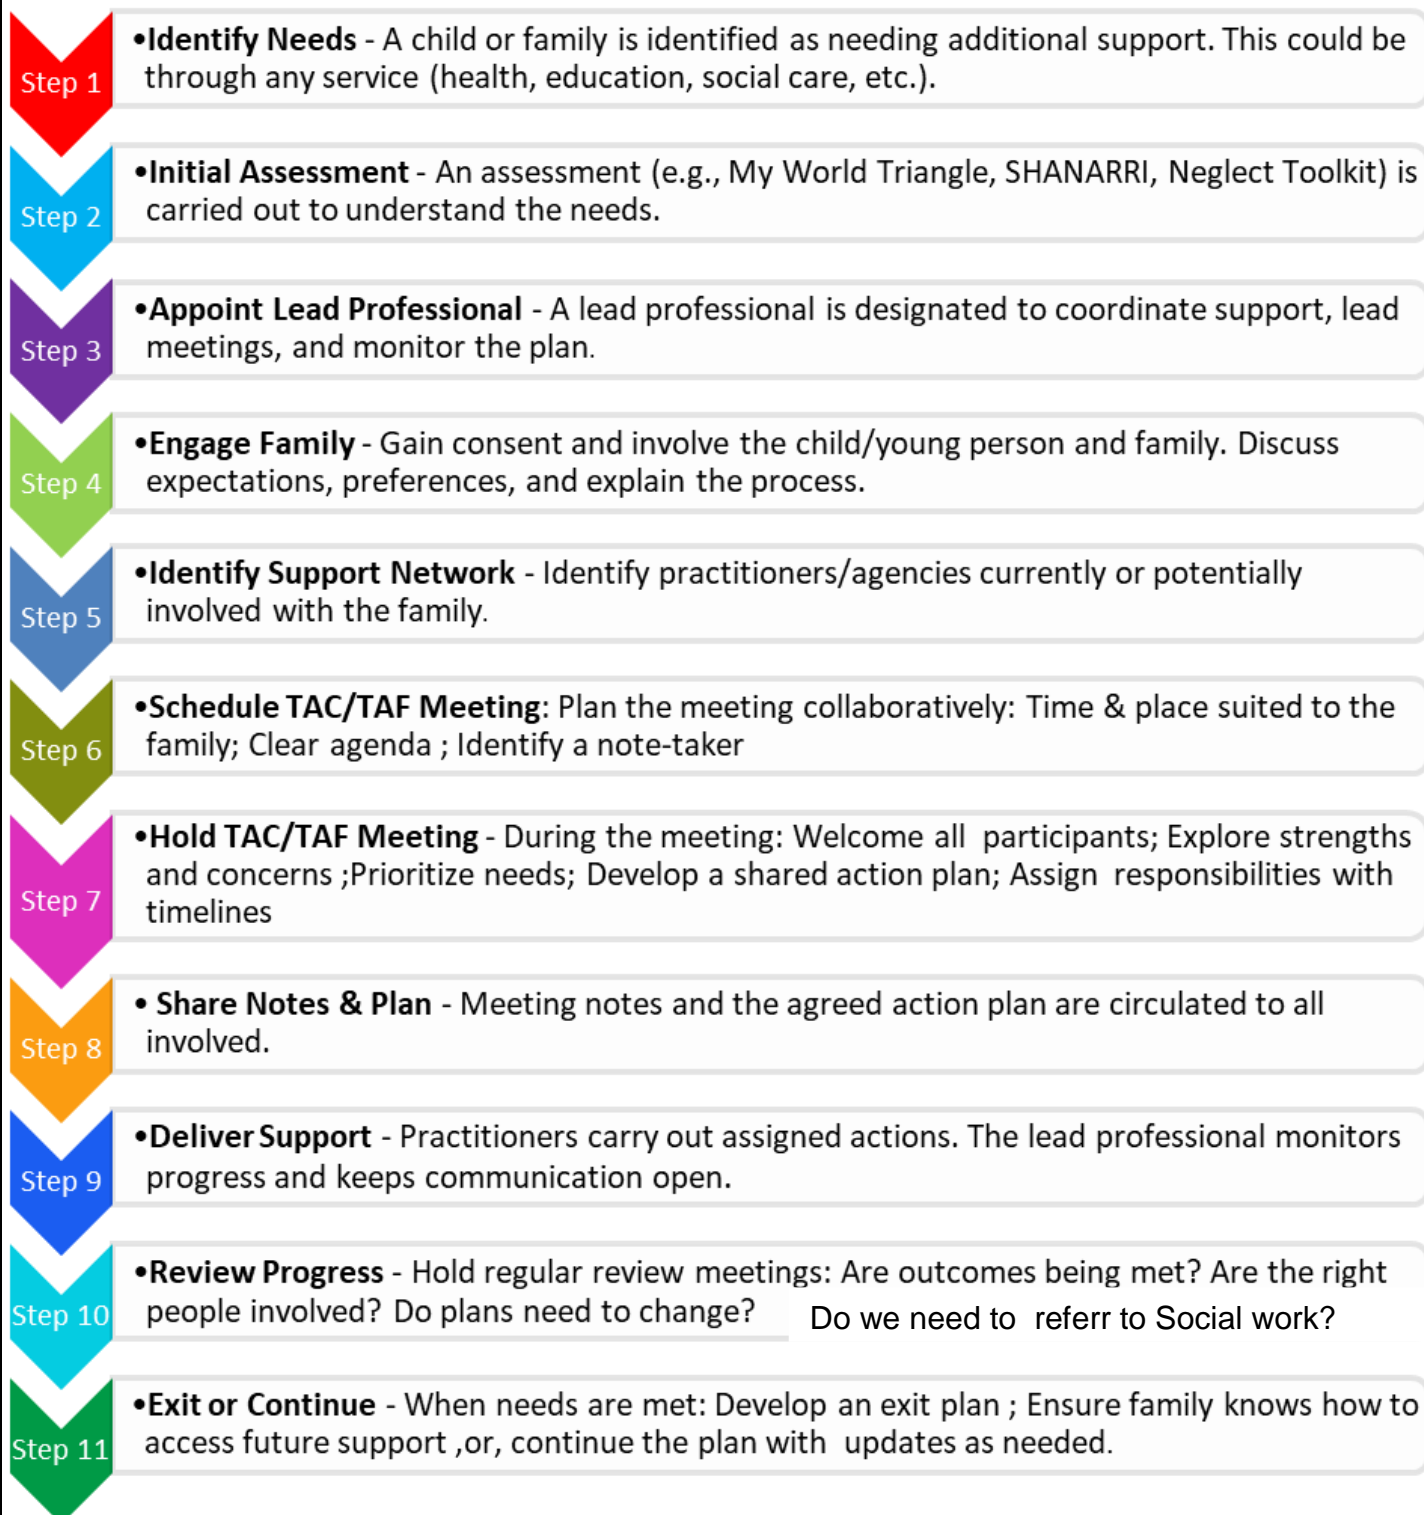 Step 1
•Identify Needs - A child or family is identified as needing additional support. This could be
through any service (health, education, social care, etc.).
Step 2
•Initial Assessment - An assessment (e.g., My World Triangle, SHANARRI, Neglect Toolkit) is
carried out to understand the needs.
Step 3
•Appoint Lead Professional - A lead professional is designated to coordinate support, lead
meetings, and monitor the plan.
Step 4
•Engage Family - Gain consent and involve the child/young person and family. Discuss
expectations, preferences, and explain the process.
Step 5
•Identify Support Network - Identify practitioners/agencies currently or potentially
involved with the family.
Step 6
•Schedule TAC/TAF Meeting: Plan the meeting collaboratively: Time & place suited to the
family; Clear agenda ; Identify a note-taker
Step 7
•Hold TAC/TAF Meeting - During the meeting: Welcome all participants; Explore strengths
and concerns ;Prioritize needs; Develop a shared action plan; Assign responsibilities with
timelines
Step 8
• Share Notes & Plan - Meeting notes and the agreed action plan are circulated to all
involved.
Step 9
•Deliver Support - Practitioners carry out assigned actions. The lead professional monitors
progress and keeps communication open.
Step 10
•Review Progress - Hold regular review meetings: Are outcomes being met? Are the right
people involved? Do plans need to change? Do we need to referr to Social work?
Step 11
•Exit or Continue - When needs are met: Develop an exit plan ; Ensure family knows how to
access future support ,or, continue the plan with updates as needed.